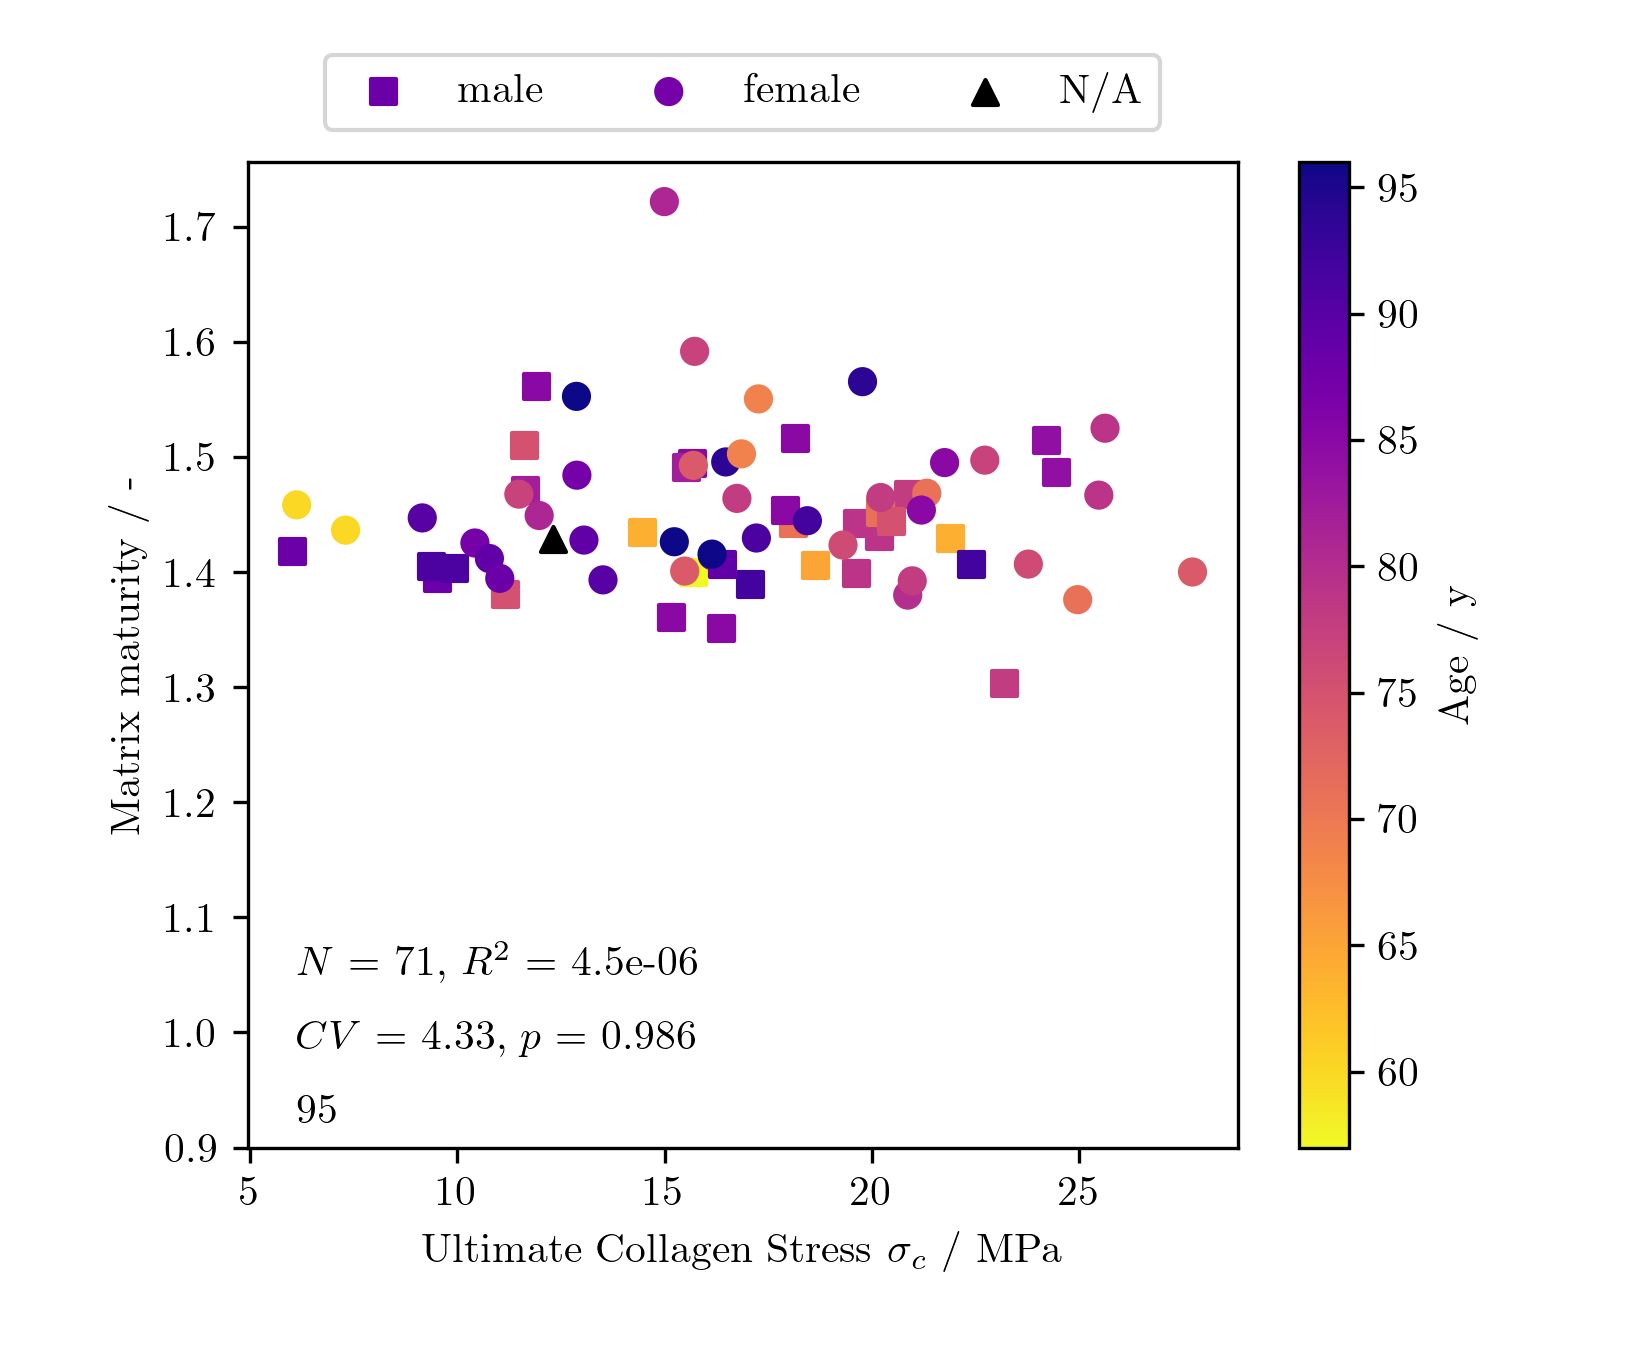 male female N/A
1.7
1.6
1.5
1.4
1.3
1.2
1.1
1.0
0.9
Matrix maturity / -
N = 71, R² = 4.5e-06
CV = 4.33, p = 0.986
95
5 10 15 20 25
Ultimate Collagen Stress σ_c / MPa
95
90
85
80
75
70
65
60
Age / y